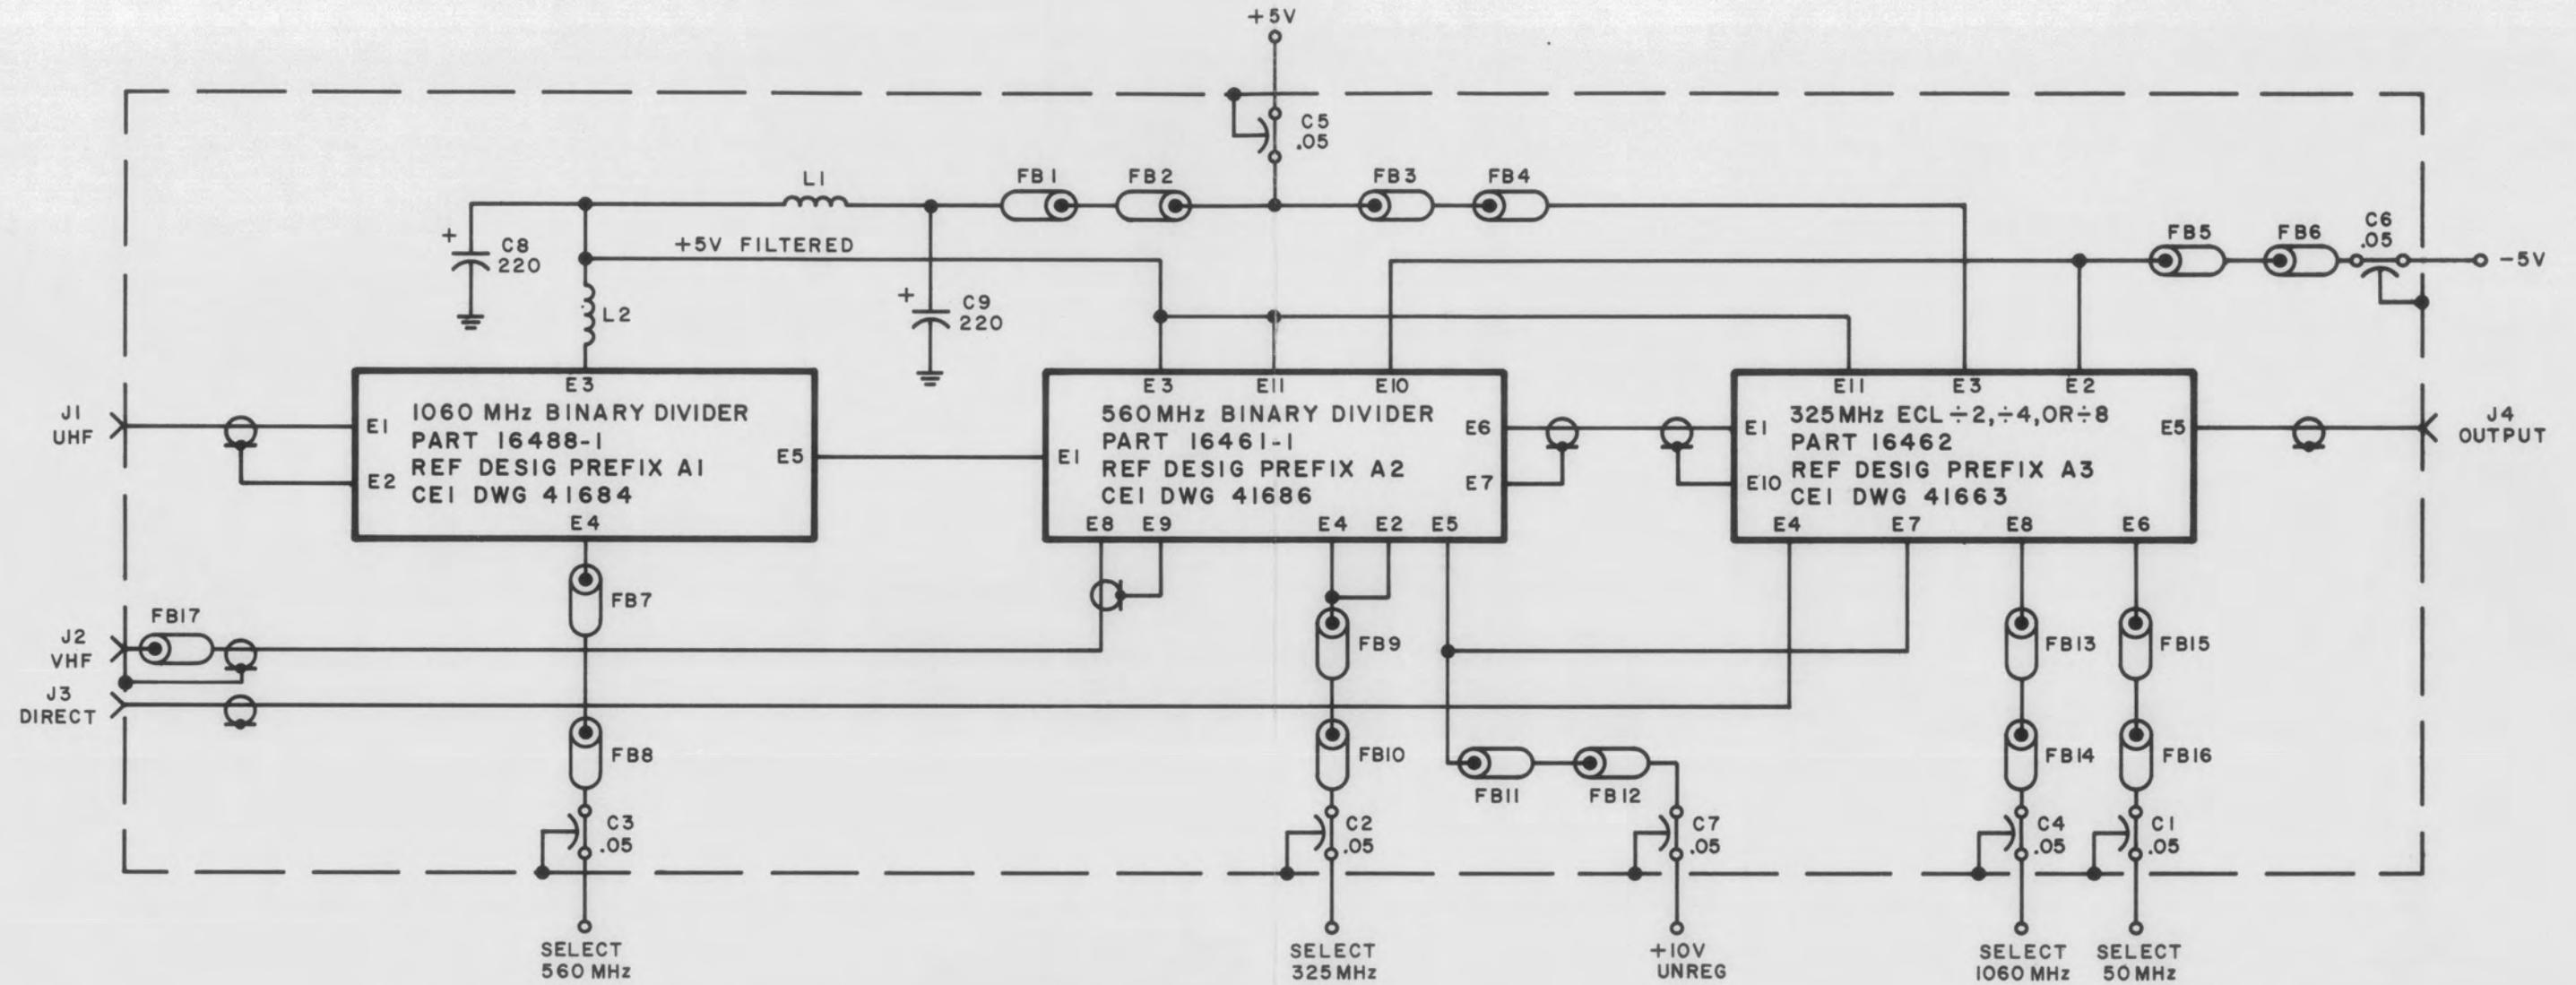 +5V
C5
.05
L1
FB1
FB2
FB3
FB4
+
C8
220
+5V FILTERED
FB5
FB6
C6
.05
-5V
L2
+
C9
220
J1
UHF
E3
E1
E2
1060 MHz BINARY DIVIDER
PART 16488-1
REF DESIG PREFIX A1
CEI DWG 41684
E5
E4
E3
E11
E10
E1
560MHz BINARY DIVIDER
PART 16461-1
REF DESIG PREFIX A2
CEI DWG 41686
E6
E7
E8
E9
E4
E2
E5
E11
E3
E2
E1
E10
325MHz ECL÷2,÷4,OR÷8
PART 16462
REF DESIG PREFIX A3
CEI DWG 41663
E5
E4
E7
E8
E6
J4
OUTPUT
FB17
J2
VHF
J3
DIRECT
FB7
FB8
FB9
FB10
FB11
FB12
FB13
FB14
FB15
FB16
C3
.05
C2
.05
C7
.05
C4
.05
C1
.05
SELECT
560 MHz
SELECT
325MHz
+10V
UNREG
SELECT
1060 MHz
SELECT
50MHz